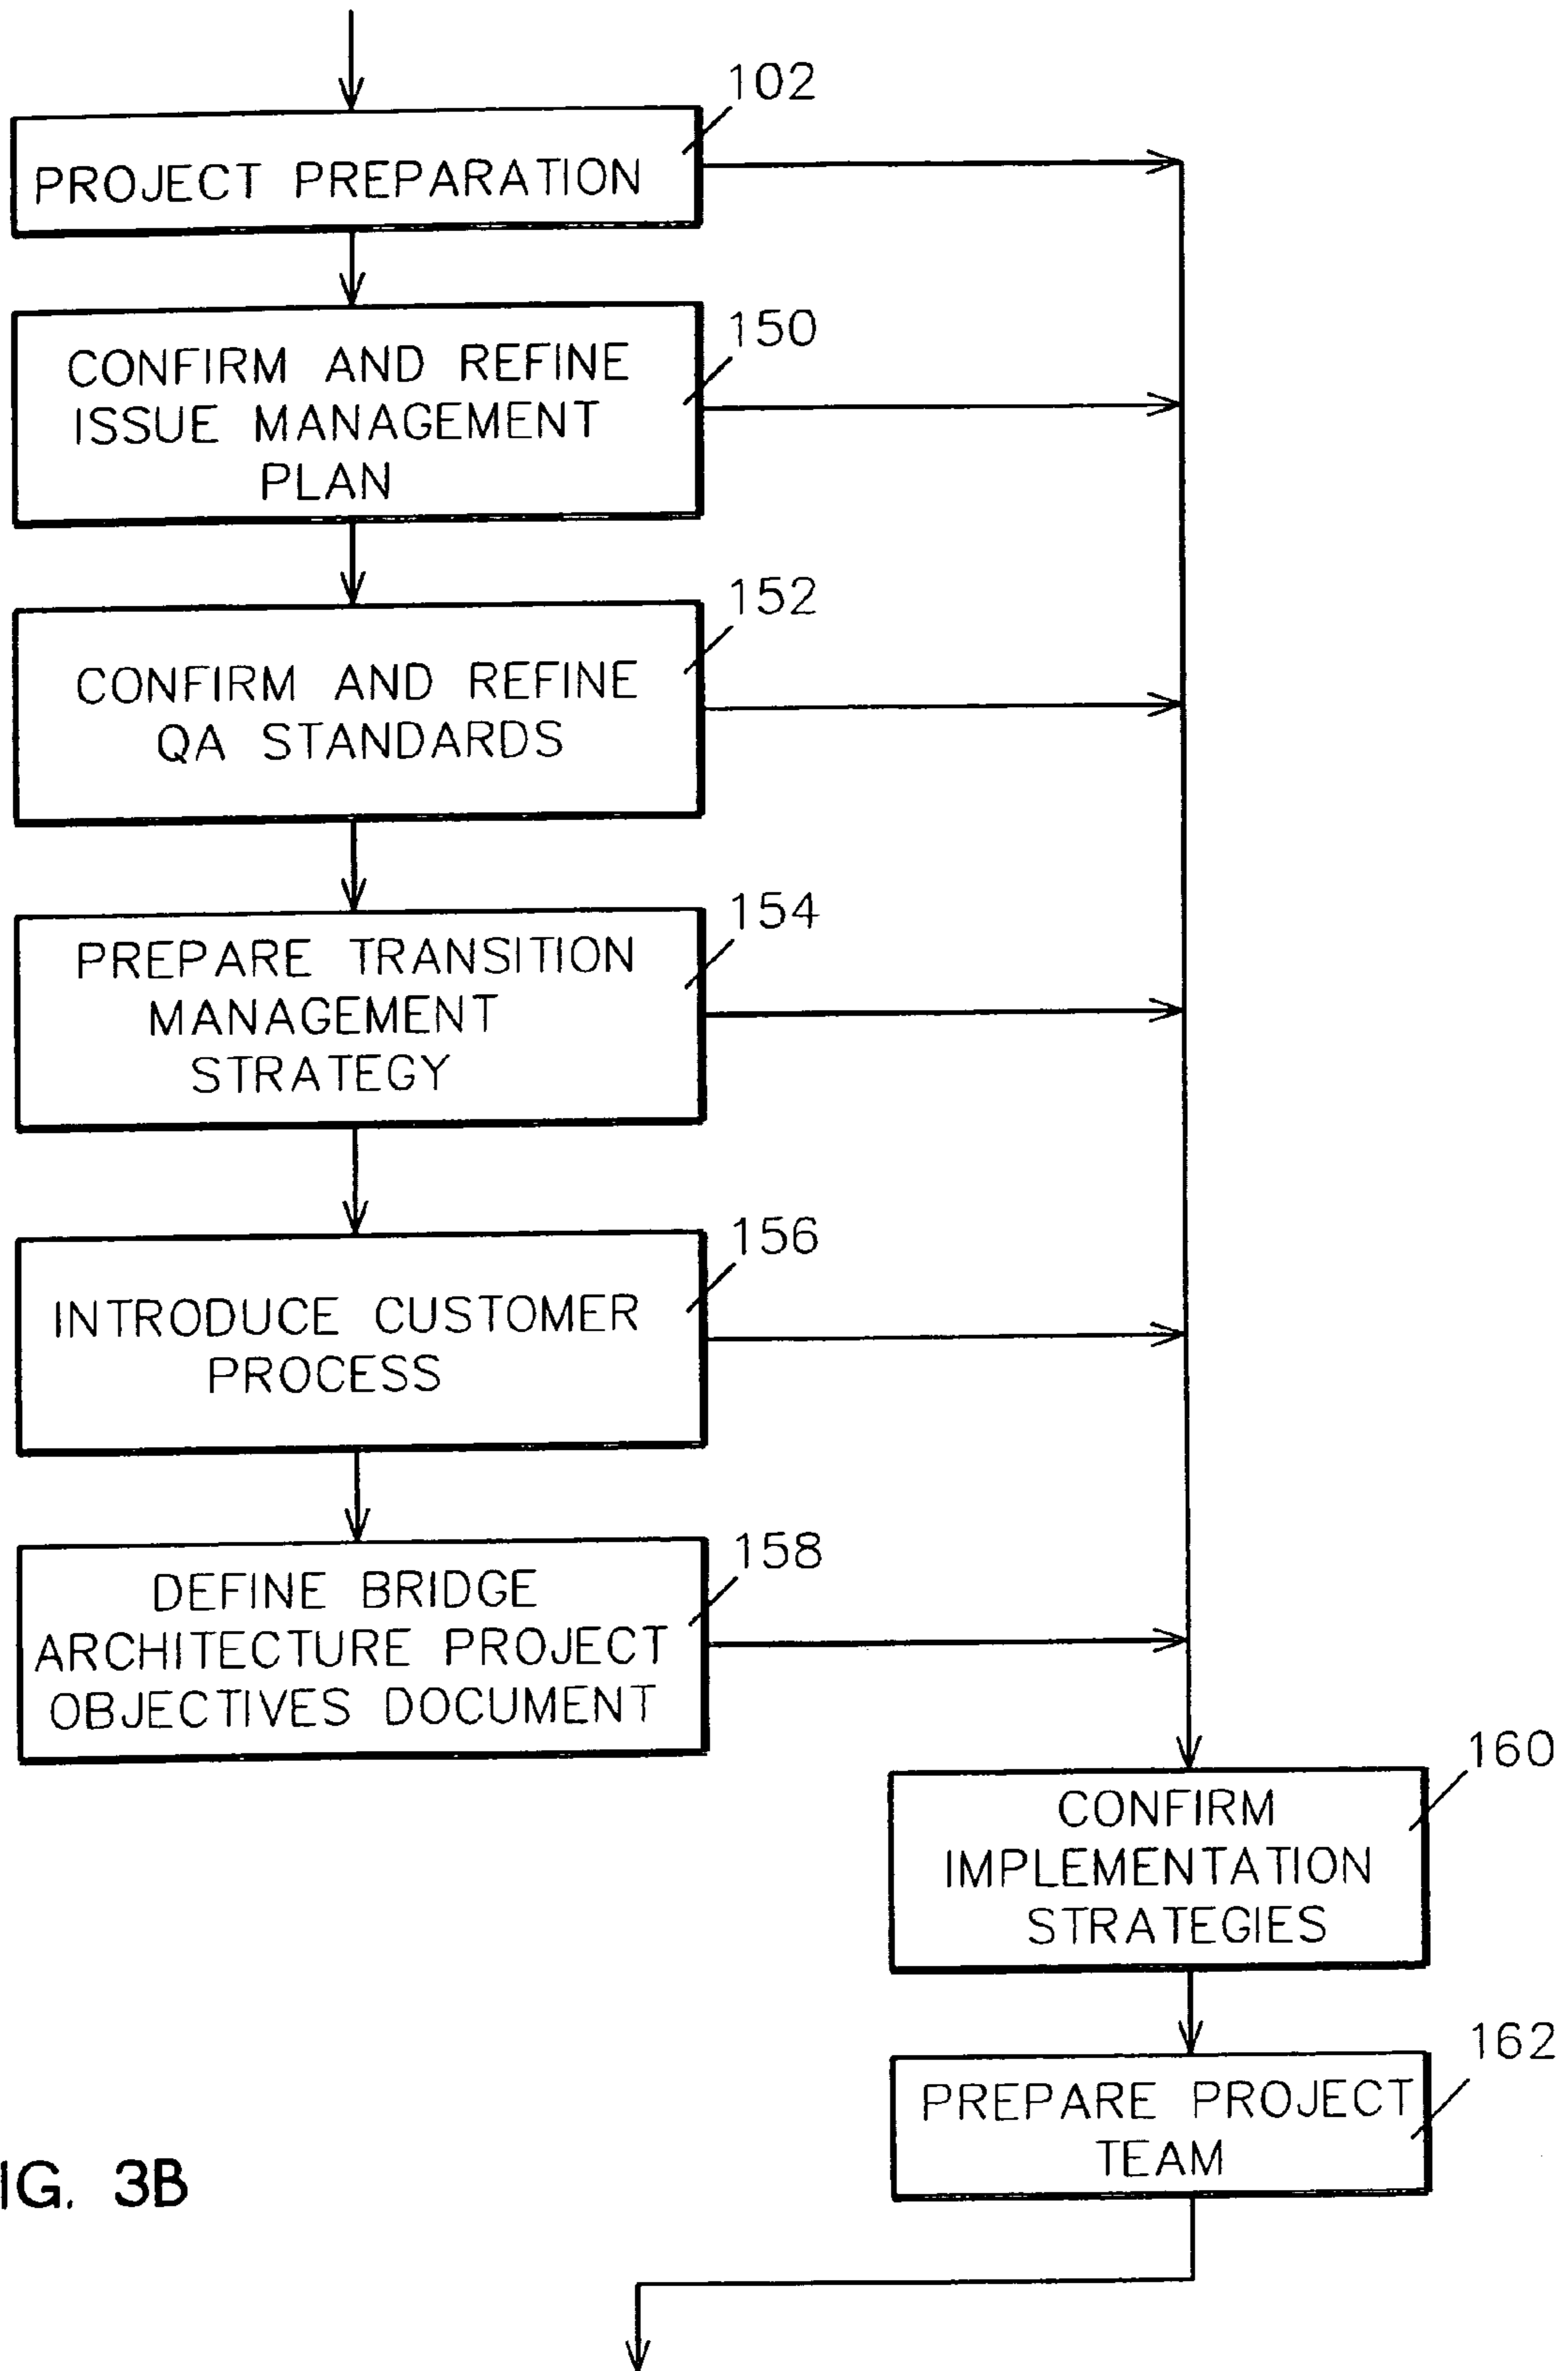 102
PROJECT PREPARATION
150
CONFIRM AND REFINE
ISSUE MANAGEMENT
PLAN
152
CONFIRM AND REFINE
QA STANDARDS
154
PREPARE TRANSITION
MANAGEMENT
STRATEGY
156
INTRODUCE CUSTOMER
PROCESS
158
DEFINE BRIDGE
ARCHITECTURE PROJECT
OBJECTIVES DOCUMENT
160
CONFIRM
IMPLEMENTATION
STRATEGIES
162
PREPARE PROJECT
TEAM
IG. 3B